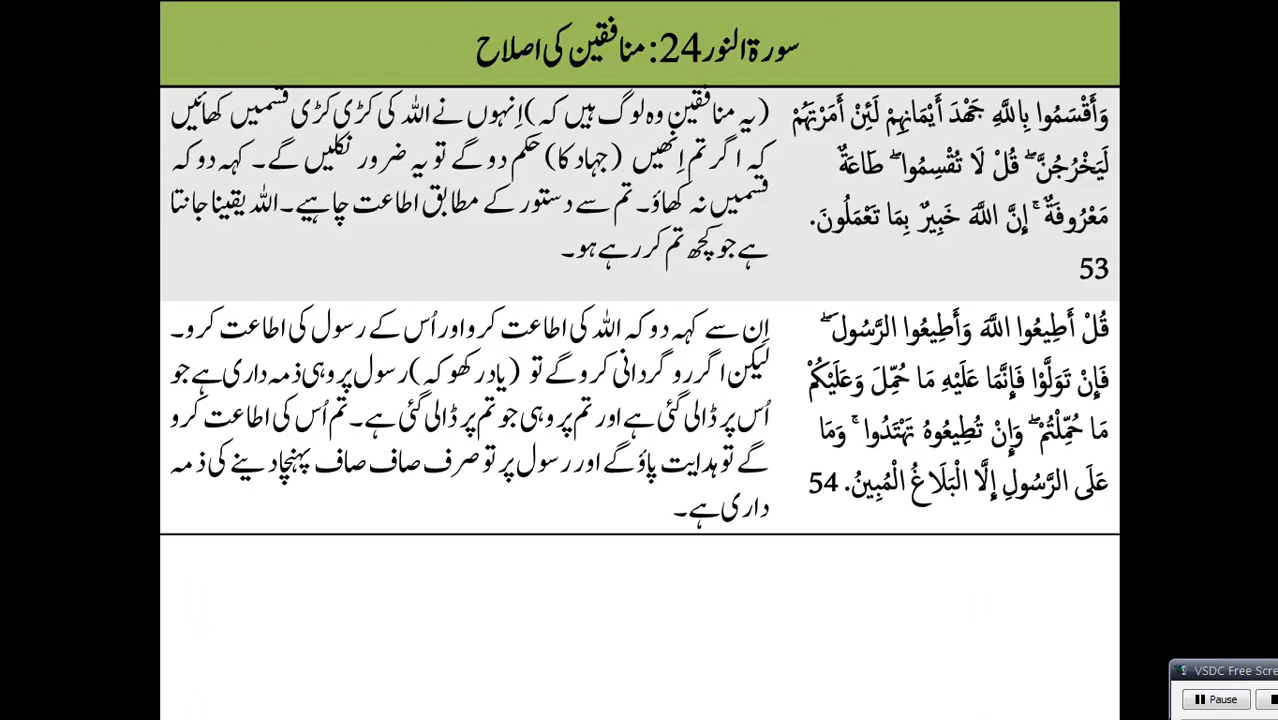 سورۃ النور24: منافقین کی اصلاح
وَأَقْسَمُوا بِاللَّهِ جَهْدَ أَيْمَانِهِمْ لَئِنْ أَمَرْتَهُمْ
لَيَخْرُجُنَّ ۖ قُلْ لَا تُقْسِمُوا ۖ طَاعَةٌ
مَعْرُوفَةٌ ۚ إِنَّ اللَّهَ خَبِيرٌ بِمَا تَعْمَلُونَ.
53
(یہ منافقین وہ لوگ ہیں کہ)اِنہوں نے اللہ کی کڑی کڑی قسمیں کھائیں
کہ اگر تم اِنھیں (جہاد کا) حکم دو گے تو یہ ضرور نکلیں گے۔ کہہ دو کہ
قسمیں نہ کھاؤ۔ تم سے دستور کے مطابق اطاعت چاہیے۔اللہ یقینا جانتا
ہے جو کچھ تم کر رہے ہو۔
قُلْ أَطِيعُوا اللَّهَ وَأَطِيعُوا الرَّسُولَ ۖ
فَإِنْ تَوَلَّوْا فَإِنَّمَا عَلَيْهِ مَا حُمِّلَ وَعَلَيْكُمْ
مَا حُمِّلْتُمْ ۖ وَإِنْ تُطِيعُوهُ تَهْتَدُوا ۚ وَمَا
عَلَى الرَّسُولِ إِلَّا الْبَلَاغُ الْمُبِينُ. 54
اِن سے کہہ دو کہ اللہ کی اطاعت کرو اور اُس کے رسول کی اطاعت کرو۔
لیکن اگر رو گردانی کرو گے تو (یاد رکھو کہ)رسول پر وہی ذمہ داری ہے جو
اُس پر ڈالی گئی ہے اور تم پر وہی جو تم پر ڈالی گئی ہے۔ تم اُس کی اطاعت کرو
گے تو ہدایت پاؤ گے اور رسول پر تو صرف صاف صاف پہنچا دینے کی ذمہ
داری ہے۔
VSDC Free Scre
Pause